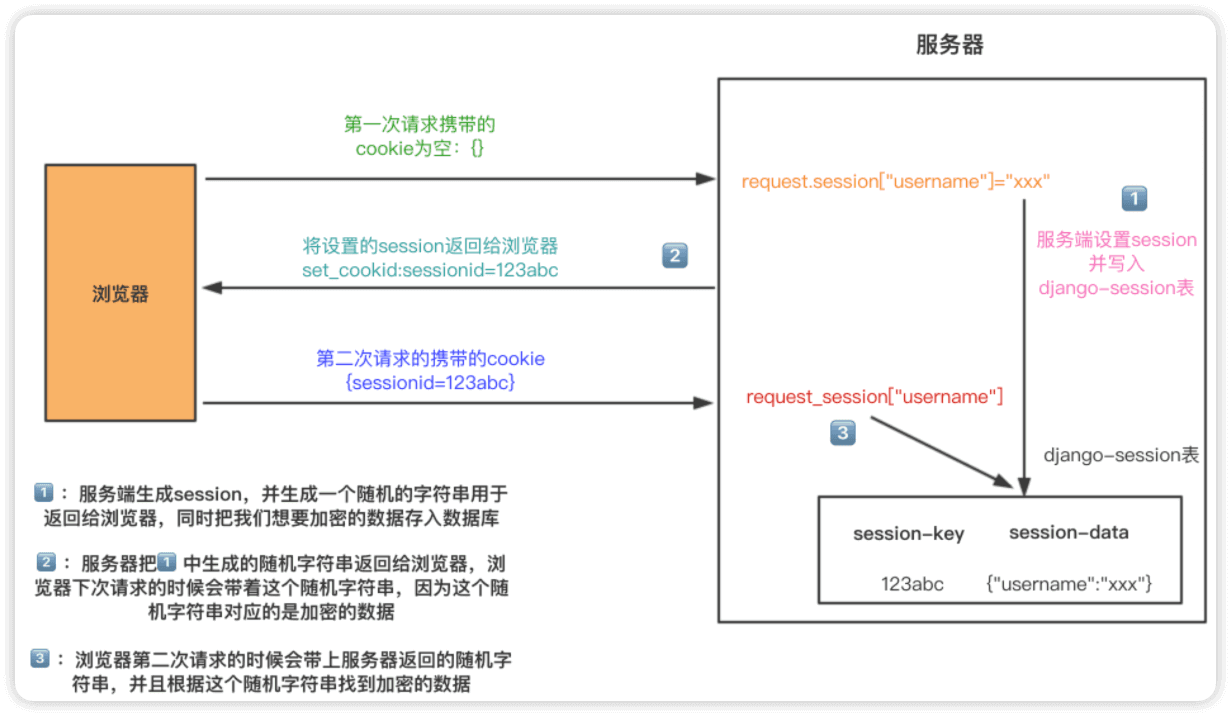 服务器
第一次请求携带的
cookie为空：{}
request.session["username"]="xxx"
1
服务端设置session
并写入
django-session表
将设置的session返回给浏览器
set_cookid:sessionid=123abc
2
浏览器
第二次请求的携带的cookie
{sessionid=123abc}
request_session["username"]
3
django-session表
session-key session-data
123abc {"username":"xxx"}
1：服务端生成session，并生成一个随机的字符串用于
返回给浏览器，同时把我们想要加密的数据存入数据库
2：服务器把1中生成的随机字符串返回给浏览器，浏
览器下次请求的时候会带着这个随机字符串，因为这个随
机字符串对应的是加密的数据
3：浏览器第二次请求的时候会带上服务器返回的随机字
符串，并且根据这个随机字符串找到加密的数据